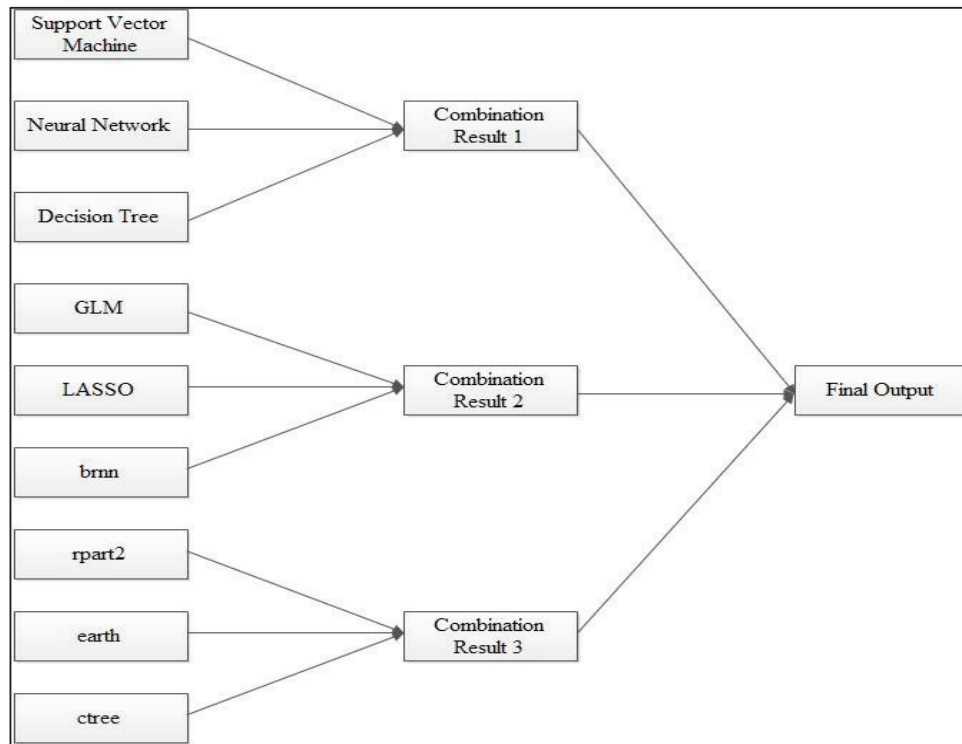 Support Vector
Machine
Neural Network
Decision Tree
Combination
Result 1
GLM
LASSO
brnn
Combination
Result 2
Final Output
rpart2
earth
ctree
Combination
Result 3